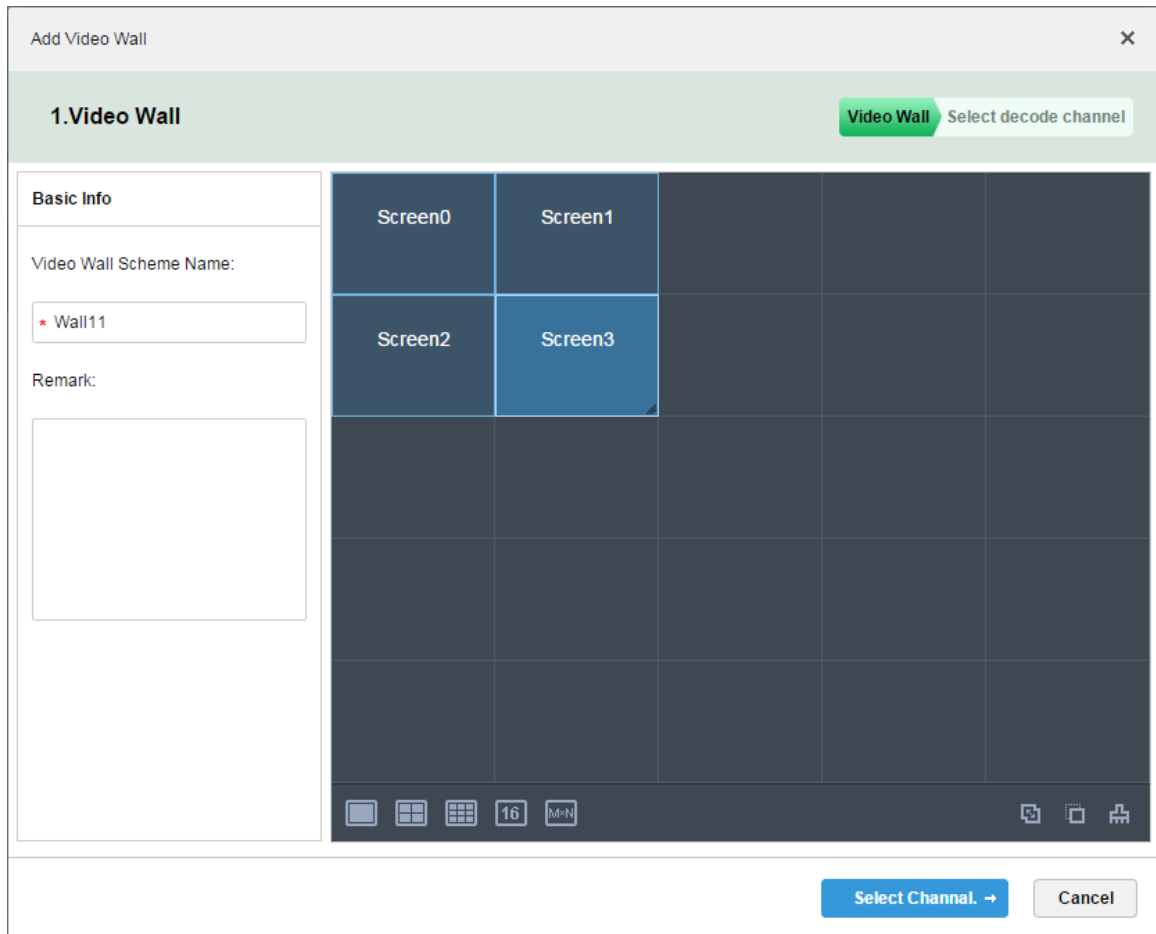 Add Video Wall
1.Video Wall
Video Wall Select decode channel
Basic Info
Video Wall Scheme Name:
* Wall11
Remark:
Screen0 Screen1
Screen2 Screen3
16 M×N
Select Channal. →
Cancel